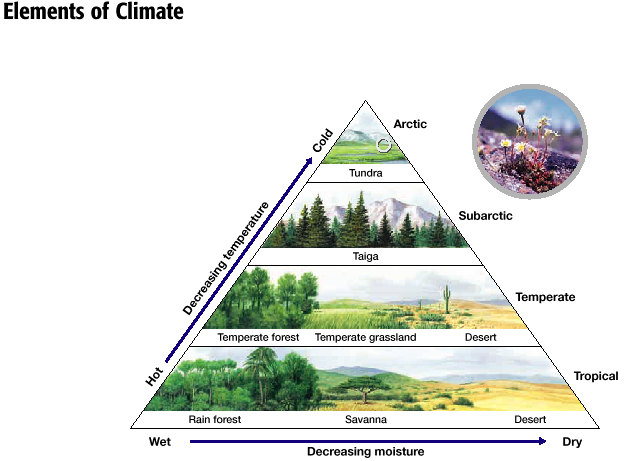 Elements of Climate
Arctic
Cold
Tundra
Subarctic
Decreasing temperature
Taiga
Temperate
Temperate forest Temperate grassland Desert
Hot
Tropical
Rain forest Savanna Desert
Wet Decreasing moisture Dry